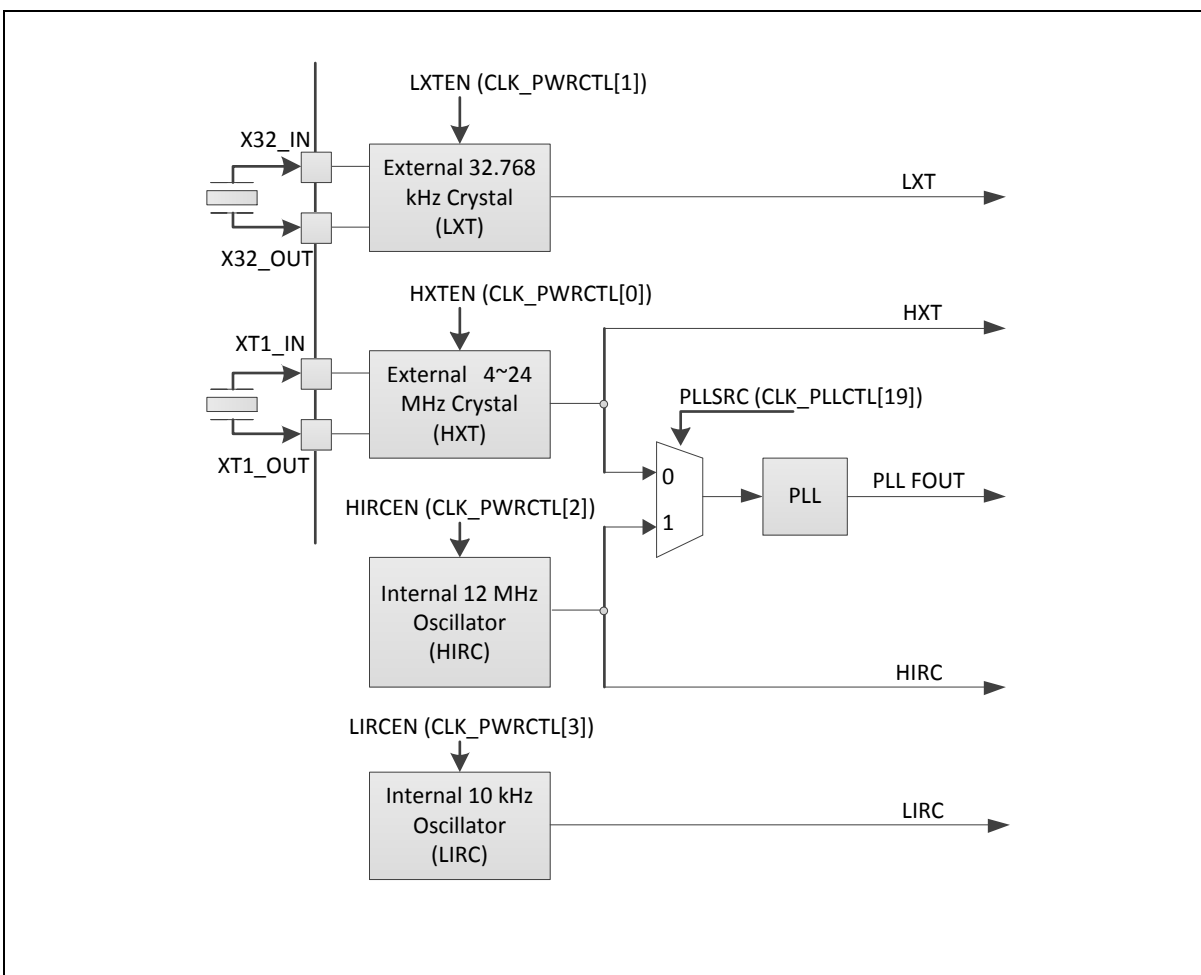 LXTEN (CLK_PWRCTL[1])
X32_IN
External 32.768
kHz Crystal
(LXT)
LXT
X32_OUT
HXTEN (CLK_PWRCTL[0])
HXT
XT1_IN
External 4~24
MHz Crystal
(HXT)
PLLSRC (CLK_PLLCTL[19])
XT1_OUT
0
PLL
PLL FOUT
HIRCEN (CLK_PWRCTL[2])
1
Internal 12 MHz
Oscillator
(HIRC)
HIRC
LIRCEN (CLK_PWRCTL[3])
Internal 10 kHz
Oscillator
(LIRC)
LIRC